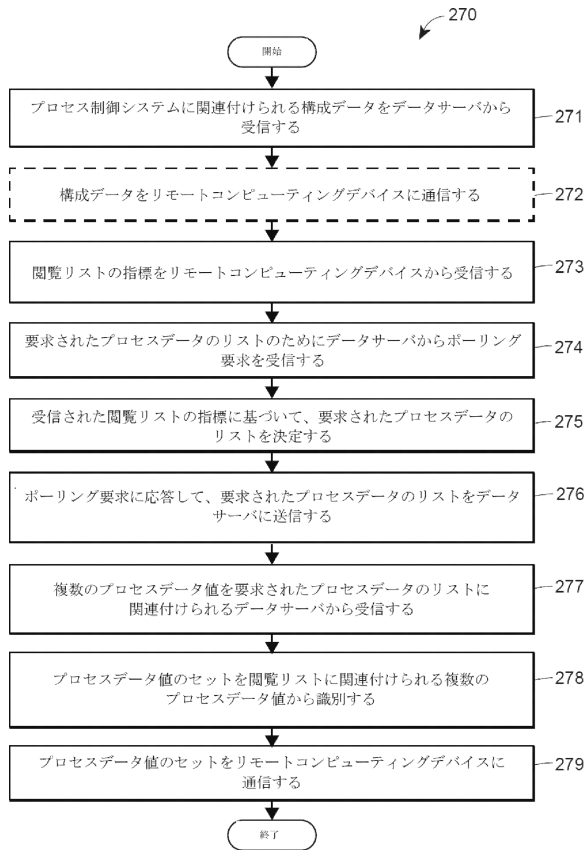 270
開始
プロセス制御システムに関連付けられる構成データをデータサーバから
受信する
271
構成データをリモートコンピューティングデバイスに通信する
272
閲覧リストの指標をリモートコンピューティングデバイスから受信する
273
要求されたプロセスデータのリストのためにデータサーバからポーリング
要求を受信する
274
受信された閲覧リストの指標に基づいて、要求されたプロセスデータの
リストを決定する
275
ポーリング要求に応答して、要求されたプロセスデータのリストをデータ
サーバに送信する
276
複数のプロセスデータ値を要求されたプロセスデータのリストに
関連付けられるデータサーバから受信する
277
プロセスデータ値のセットを閲覧リストに関連付けられる複数の
プロセスデータ値から識別する
278
プロセスデータ値のセットをリモートコンピューティングデバイスに
通信する
279
終了